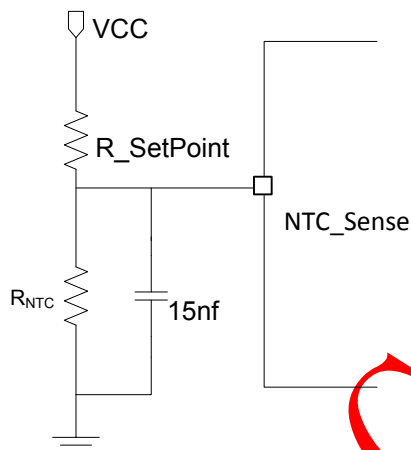 VCC
R_SetPoint
NTC_Sense
RNTC
15nf